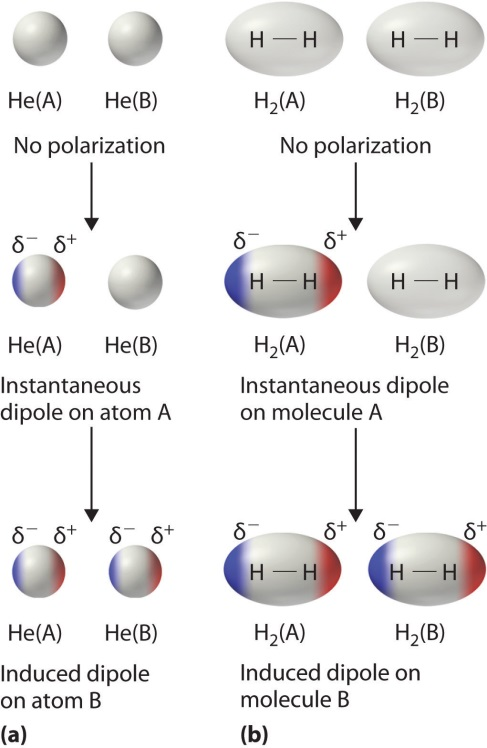 H — H H — H
He(A) He(B) H₂(A) H₂(B)
No polarization No polarization
δ⁻ δ⁺ δ⁻ δ⁺
H — H H — H
He(A) He(B) H₂(A) H₂(B)
Instantaneous Instantaneous dipole
dipole on atom A on molecule A
δ⁻ δ⁺ δ⁻ δ⁺ δ⁻ δ⁺ δ⁻ δ⁺
H — H H — H
He(A) He(B) H₂(A) H₂(B)
Induced dipole Induced dipole on
on atom B molecule B
(a) (b)